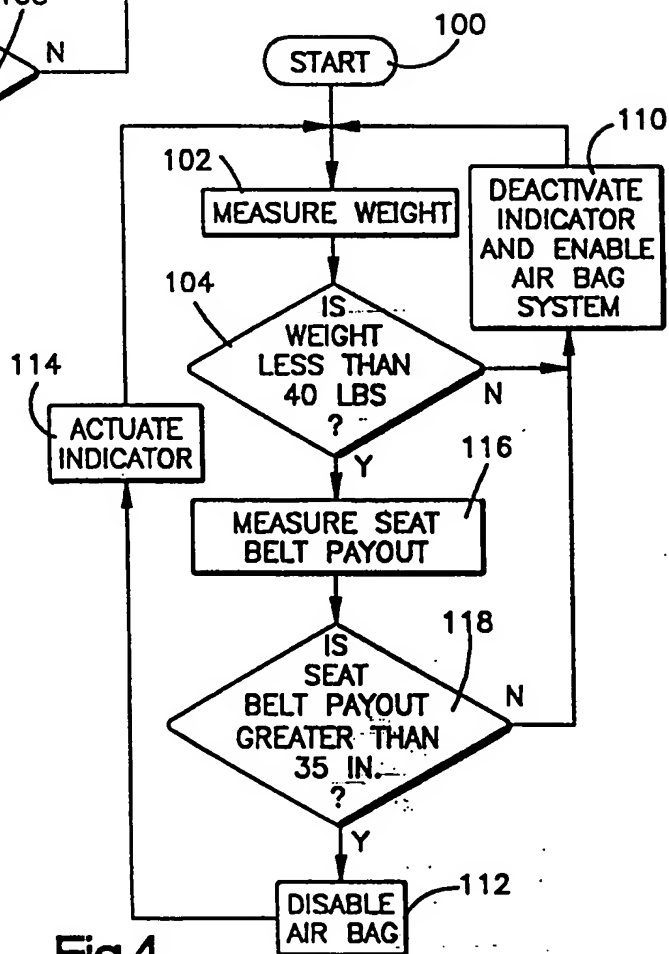 N
START
100
102
MEASURE WEIGHT
110
DEACTIVATE
INDICATOR
AND ENABLE
AIR BAG
SYSTEM
104
IS
WEIGHT
LESS THAN
40 LBS
?
N
Y
114
ACTUATE
INDICATOR
116
MEASURE SEAT
BELT PAYOUT
118
IS
SEAT
BELT PAYOUT
GREATER THAN
35 IN.
?
N
Y
DISABLE
AIR BAG
112
Fig.4